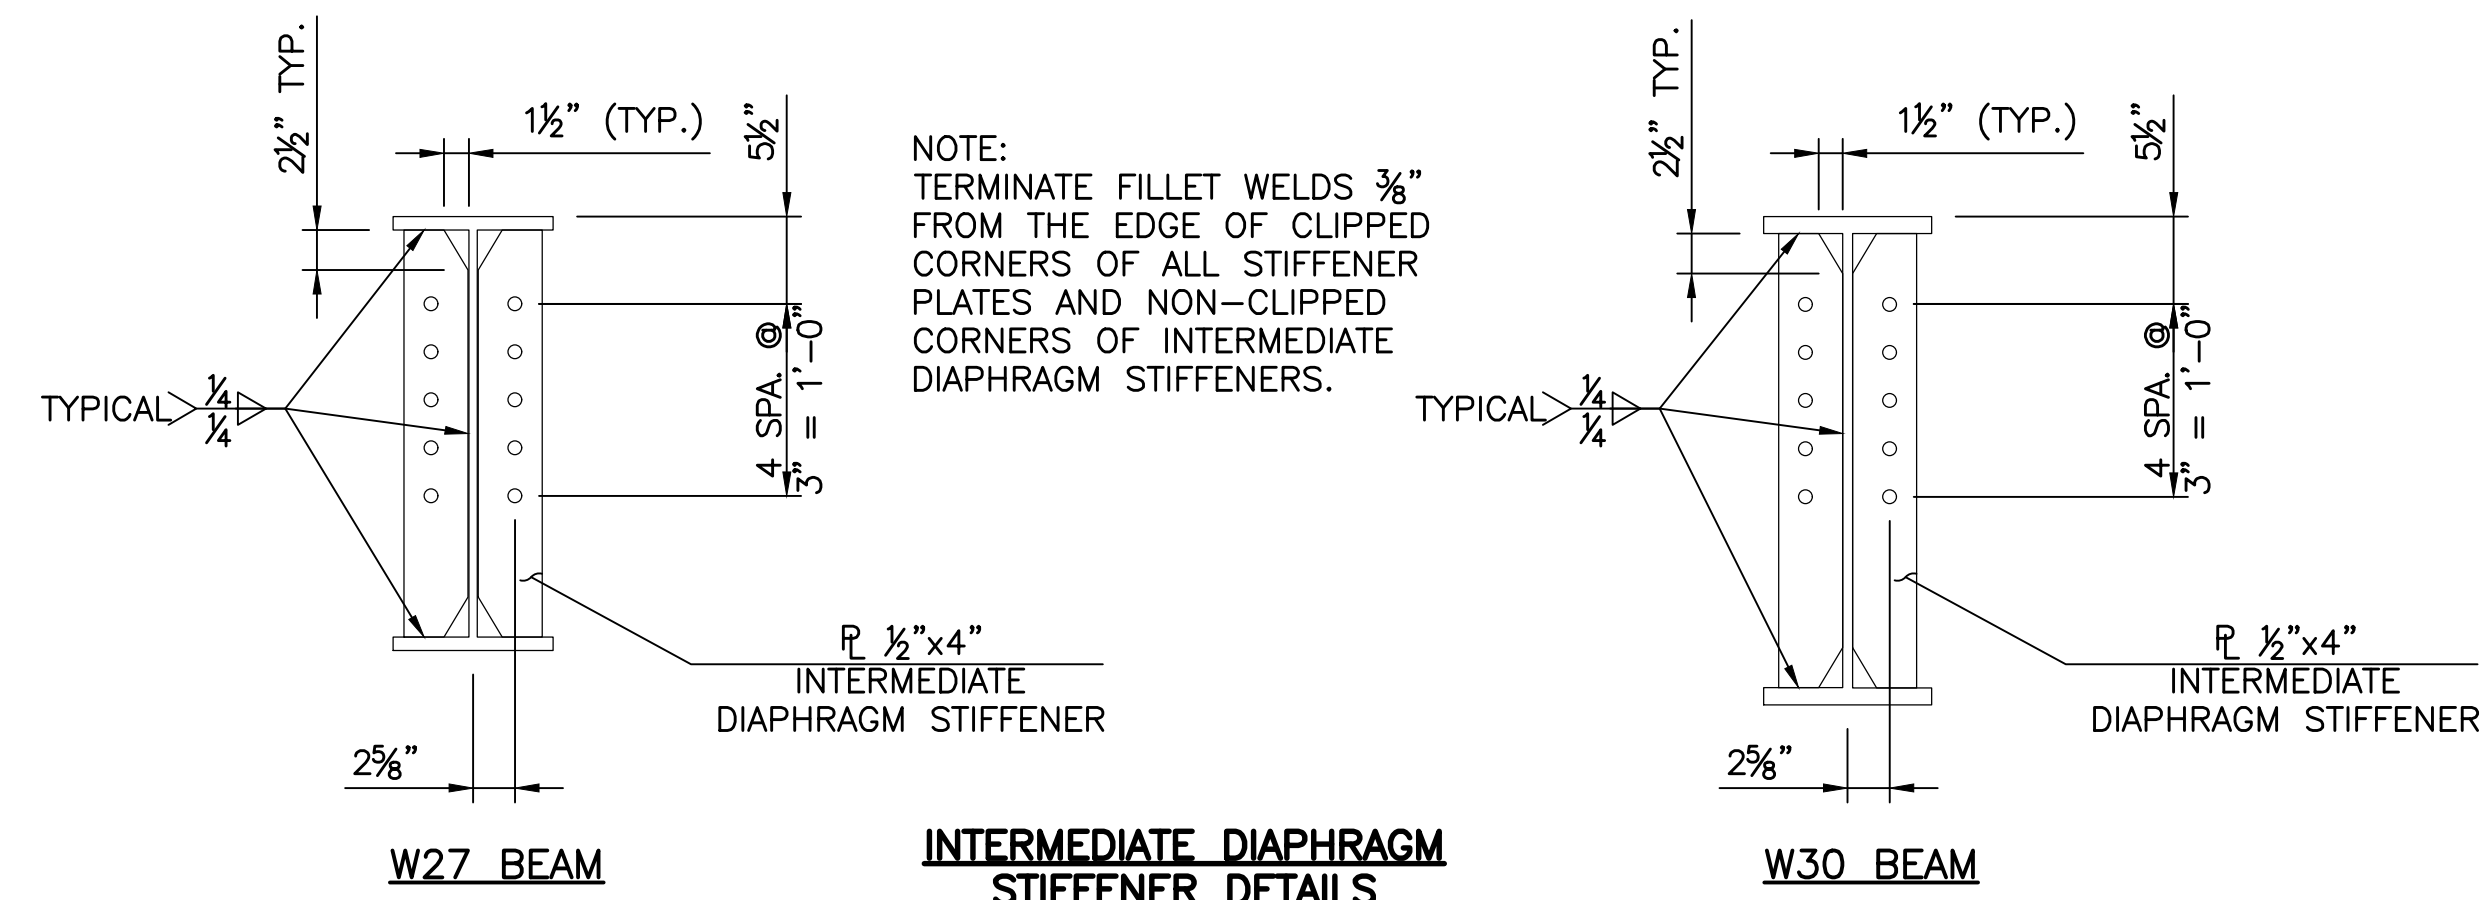 2½” TYP.
1½” (TYP.)
5½”
4 SPA. @
3” = 1’-0”
TYPICAL
¼
¼
℄ ½”x4”
INTERMEDIATE
DIAPHRAGM STIFFENER
2⅝”
W27 BEAM
NOTE:
TERMINATE FILLET WELDS ⅜”
FROM THE EDGE OF CLIPPED
CORNERS OF ALL STIFFENER
PLATES AND NON-CLIPPED
CORNERS OF INTERMEDIATE
DIAPHRAGM STIFFENERS.
INTERMEDIATE DIAPHRAGM
STIFFENER DETAILS
2½” TYP.
1½” (TYP.)
5½”
4 SPA. @
3” = 1’-0”
TYPICAL
¼
¼
PL ½”x4”
INTERMEDIATE
DIAPHRAGM STIFFENER
2⅝”
W30 BEAM